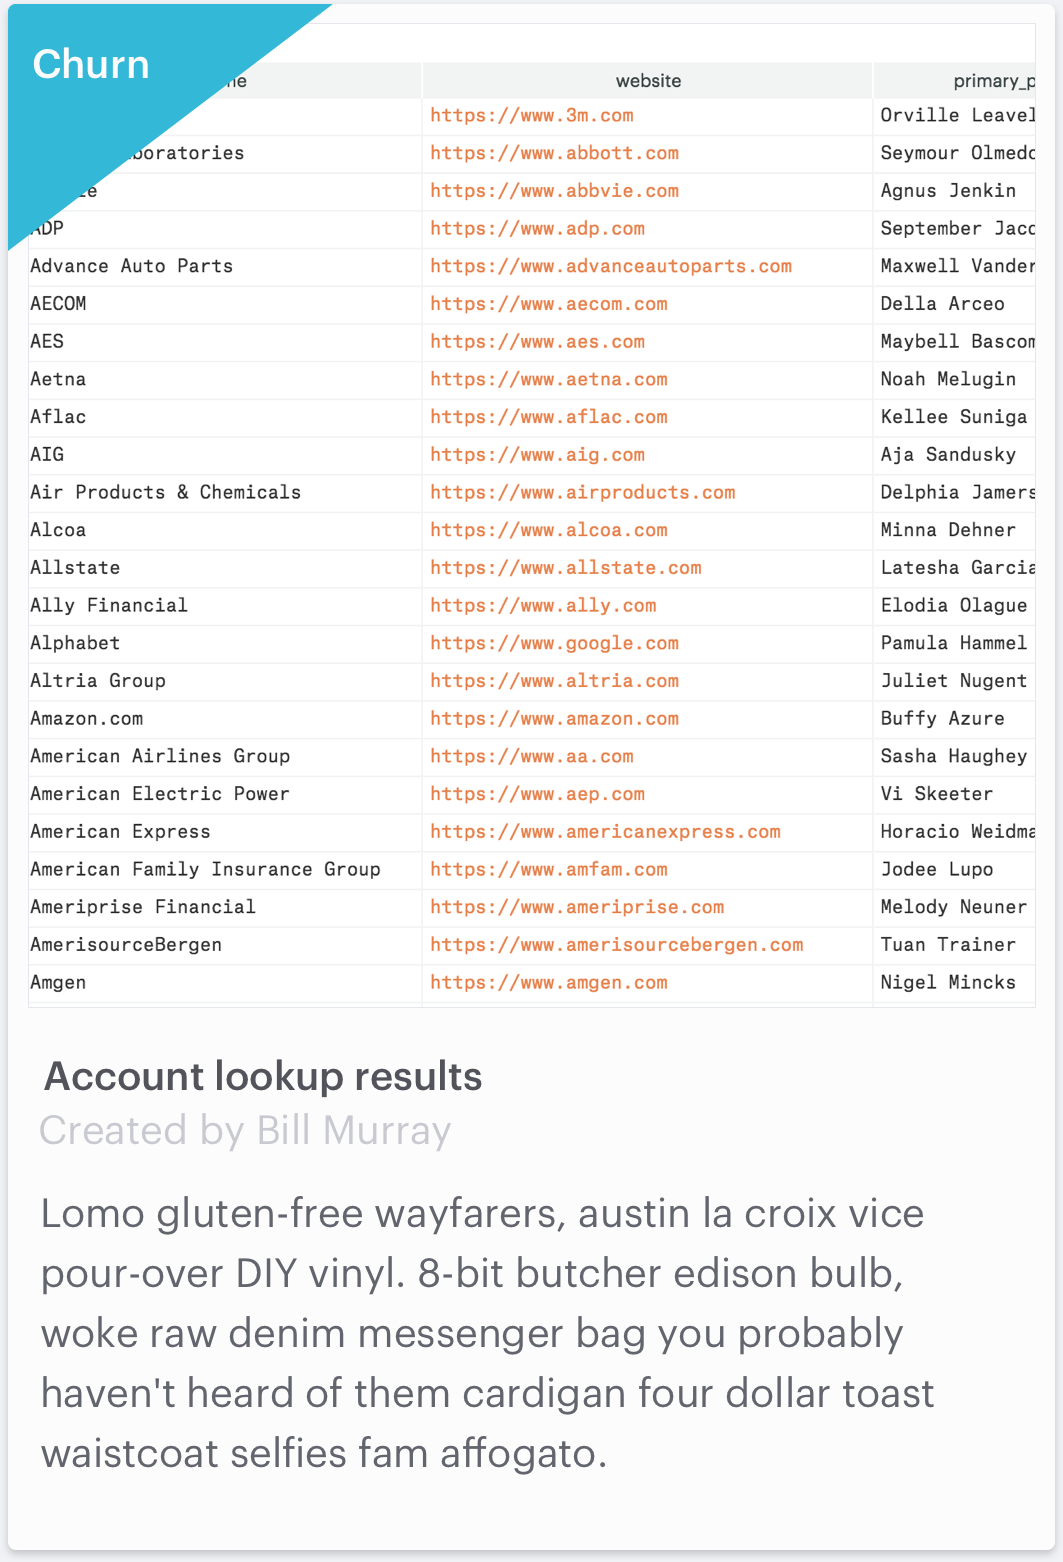 Churn
website primary_p
https://www.3m.com Orville Leavel
boratories https://www.abbott.com Seymour Olmedo
https://www.abbvie.com Agnus Jenkin
ADP https://www.adp.com September Jaco
Advance Auto Parts https://www.advanceautoparts.com Maxwell Vander
AECOM https://www.aecom.com Della Arceo
AES https://www.aes.com Maybell Bascom
Aetna https://www.aetna.com Noah Melugin
Aflac https://www.aflac.com Kellee Suniga
AIG https://www.aig.com Aja Sandusky
Air Products & Chemicals https://www.airproducts.com Delphia Jamers
Alcoa https://www.alcoa.com Minna Dehner
Allstate https://www.allstate.com Latesha Garcia
Ally Financial https://www.ally.com Elodia Olague
Alphabet https://www.google.com Pamula Hammel
Altria Group https://www.altria.com Juliet Nugent
Amazon.com https://www.amazon.com Buffy Azure
American Airlines Group https://www.aa.com Sasha Haughey
American Electric Power https://www.aep.com Vi Skeeter
American Express https://www.americanexpress.com Horacio Weidma
American Family Insurance Group https://www.amfam.com Jodee Lupo
Ameriprise Financial https://www.ameriprise.com Melody Neuner
AmerisourceBergen https://www.amerisourcebergen.com Tuan Trainer
Amgen https://www.amgen.com Nigel Mincks
Account lookup results
Created by Bill Murray
Lomo gluten-free wayfarers, austin la croix vice
pour-over DIY vinyl. 8-bit butcher edison bulb,
woke raw denim messenger bag you probably
haven't heard of them cardigan four dollar toast
waistcoat selfies fam affogato.